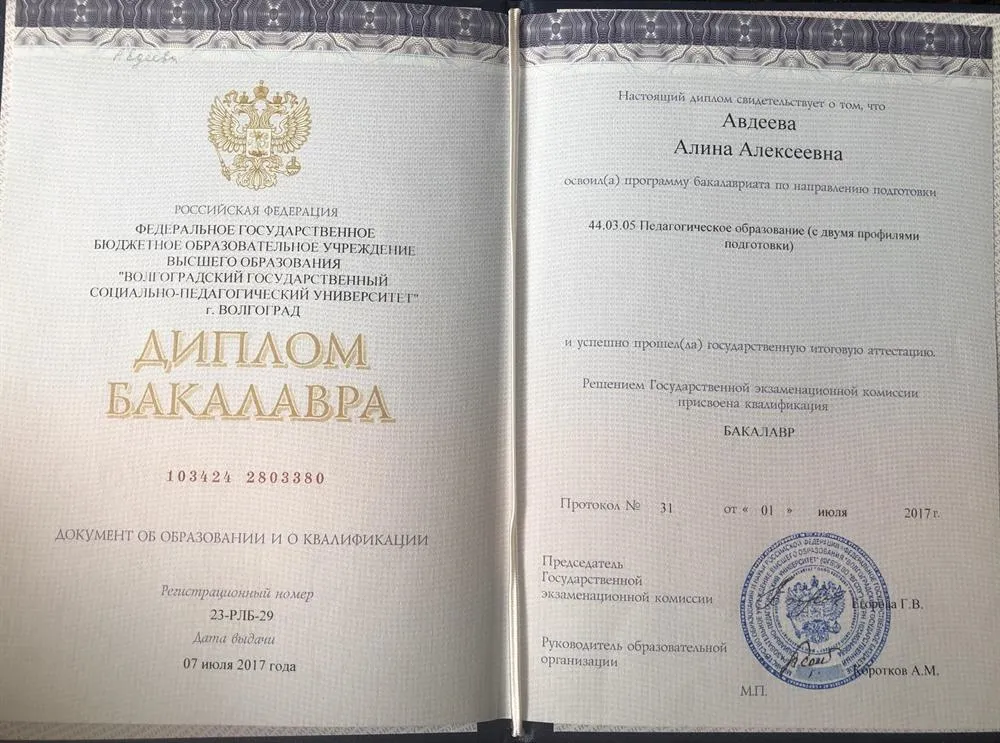 Авдеева
РОССИЙСКАЯ ФЕДЕРАЦИЯ
ФЕДЕРАЛЬНОЕ ГОСУДАРСТВЕННОЕ
БЮДЖЕТНОЕ ОБРАЗОВАТЕЛЬНОЕ УЧРЕЖДЕНИЕ
ВЫСШЕГО ОБРАЗОВАНИЯ
"ВОЛГОГРАДСКИЙ ГОСУДАРСТВЕННЫЙ
СОЦИАЛЬНО-ПЕДАГОГИЧЕСКИЙ УНИВЕРСИТЕТ"
г. ВОЛГОГРАД
ДИПЛОМ
БАКАЛАВРА
103424 2803380
ДОКУМЕНТ ОБ ОБРАЗОВАНИИ И О КВАЛИФИКАЦИИ
Регистрационный номер
23-РЛБ-29
Дата выдачи
07 июля 2017 года
Настоящий диплом свидетельствует о том, что
Авдеева
Алина Алексеевна
освоил(а) программу бакалавриата по направлению подготовки
44.03.05 Педагогическое образование (с двумя профилями
подготовки)
и успешно прошел(ла) государственную итоговую аттестацию.
Решением Государственной экзаменационной комиссии
присвоена квалификация
БАКАЛАВР
Протокол № 31 от « 01 » июля 2017 г.
Председатель
Государственной
экзаменационной комиссии
Егорова Г.В.
Руководитель образовательной
организации
Коротков А.М.
М.П.